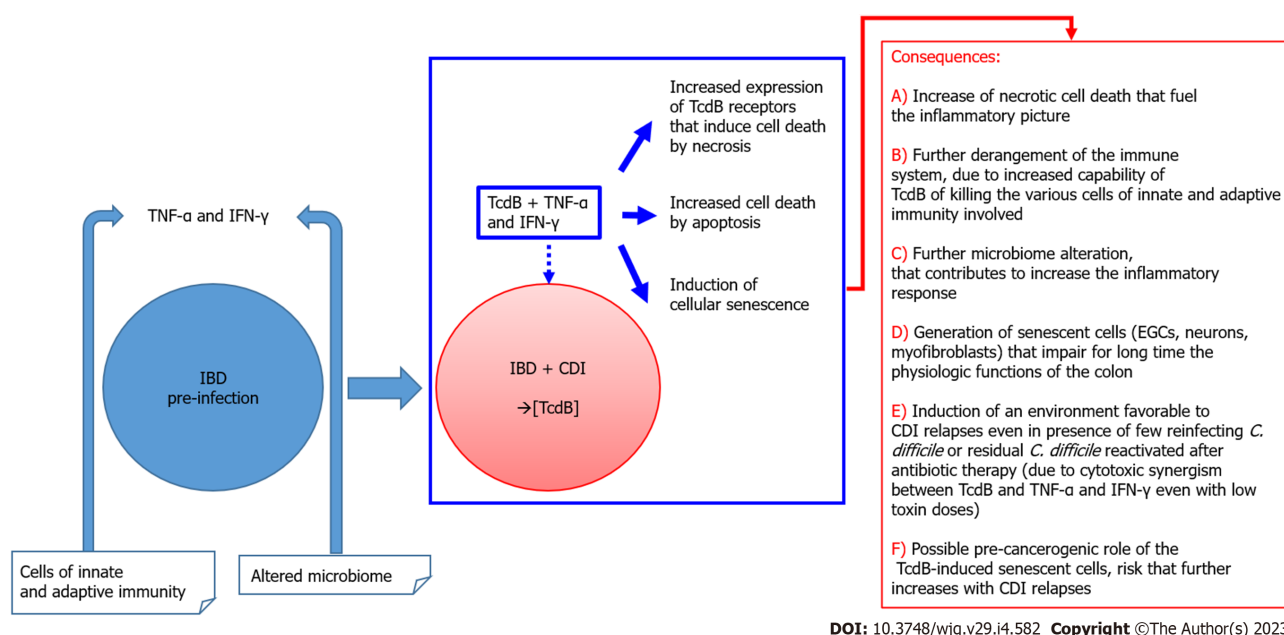 TNF-α and IFN-γ
IBD
pre-infection
Cells of innate
and adaptive immunity
Altered microbiome
Increased expression
of TcdB receptors
that induce cell death
by necrosis
TcdB + TNF-α
and IFN-γ
Increased cell death
by apoptosis
Induction of
cellular senescence
IBD + CDI
→[TcdB]
Consequences:
A) Increase of necrotic cell death that fuel
the inflammatory picture
B) Further derangement of the immune
system, due to increased capability of
TcdB of killing the various cells of innate and adaptive
immunity involved
C) Further microbiome alteration,
that contributes to increase the inflammatory
response
D) Generation of senescent cells (EGCs, neurons,
myofibroblasts) that impair for long time the
physiologic functions of the colon
E) Induction of an environment favorable to
CDI relapses even in presence of few reinfecting C.
difficile or residual C. difficile reactivated after
antibiotic therapy (due to cytotoxic synergism
between TcdB and TNF-α and IFN-γ even with low
toxin doses)
F) Possible pre-cancerogenic role of the
TcdB-induced senescent cells, risk that further
increases with CDI relapses
DOI: 10.3748/wjg.v29.i4.582 Copyright ©The Author(s) 2023